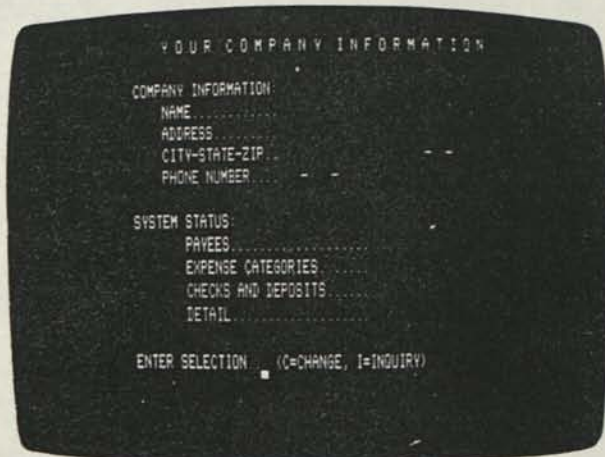 YOUR COMPANY INFORMATION
COMPANY INFORMATION
NAME............
ADDRESS.........
CITY-STATE-ZIP.. - -
PHONE NUMBER.... - -
SYSTEM STATUS:
PAYEES...................
EXPENSE CATEGORIES.......
CHECKS AND DEPOSITS......
DETAIL...................
ENTER SELECTION (C=CHANGE, I=INQUIRY)